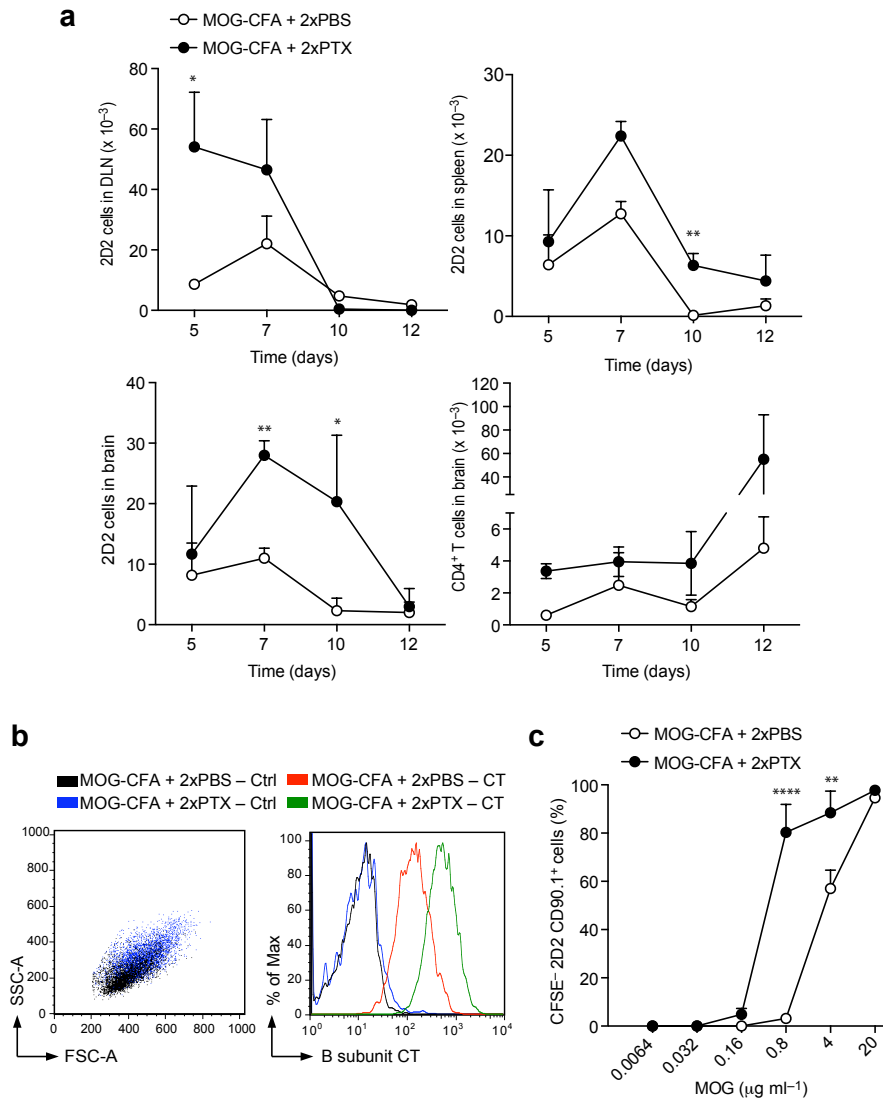 a
MOG-CFA + 2xPBS
MOG-CFA + 2xPTX
2D2 cells in DLN (x 10⁻³)
80
60
40
20
0
*
5 7 10 12
Time (days)
2D2 cells in spleen (x 10⁻³)
30
20
10
0
**
5 7 10 12
Time (days)
2D2 cells in brain
40
30
20
10
0
** *
5 7 10 12
Time (days)
CD4⁺ T cells in brain (x 10⁻³)
120
100
80
60
40
6
4
2
0
5 7 10 12
Time (days)
b
MOG-CFA + 2xPBS – Ctrl MOG-CFA + 2xPBS – CT
MOG-CFA + 2xPTX – Ctrl MOG-CFA + 2xPTX – CT
SSC-A
1000
800
600
400
200
0
0 200 400 600 800 1000
FSC-A
% of Max
100
80
60
40
20
0
10⁰ 10¹ 10² 10³ 10⁴
B subunit CT
c
MOG-CFA + 2xPBS
MOG-CFA + 2xPTX
CFSE⁻ 2D2 CD90.1⁺ cells (%)
100
80
60
40
20
0
**** **
0.0064 0.032 0.16 0.8 4 20
MOG (µg ml⁻¹)